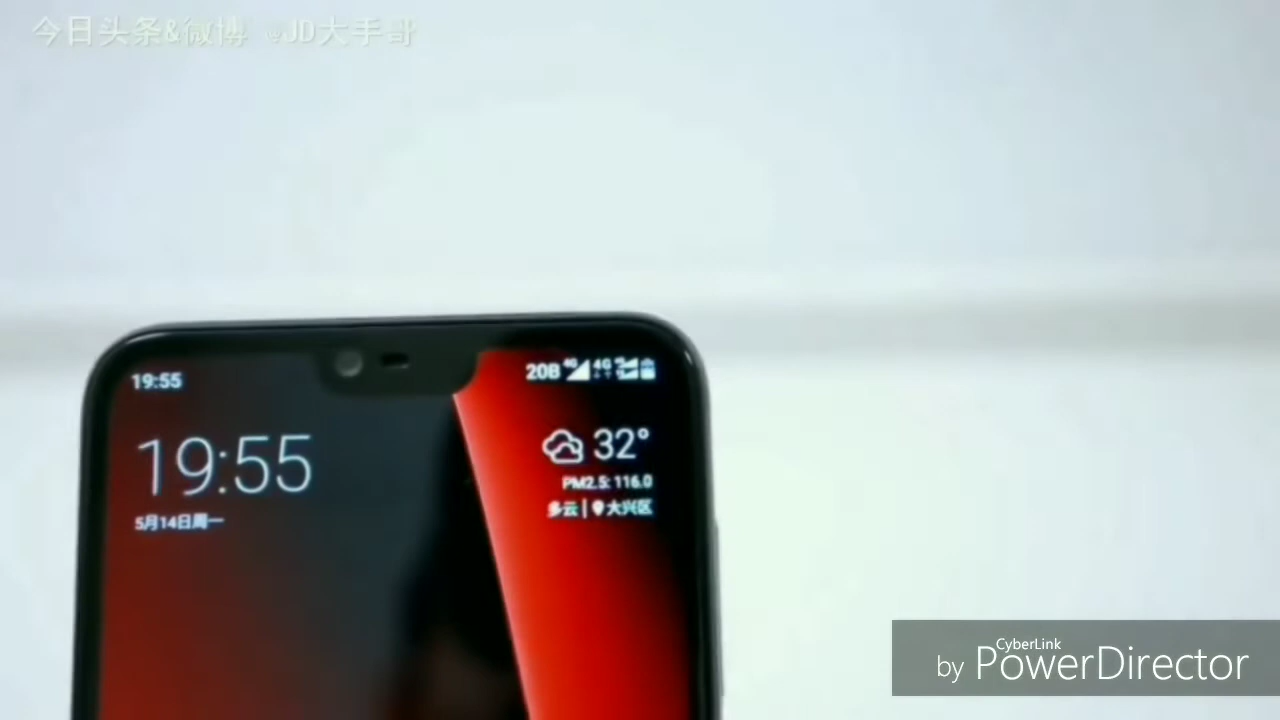 今日头条&微博 @JD大手哥
19:55
20B 4G 4G
19:55
32°
PM2.5: 116.0
5月14日周一
多云 | 大兴区
CyberLink
by PowerDirector